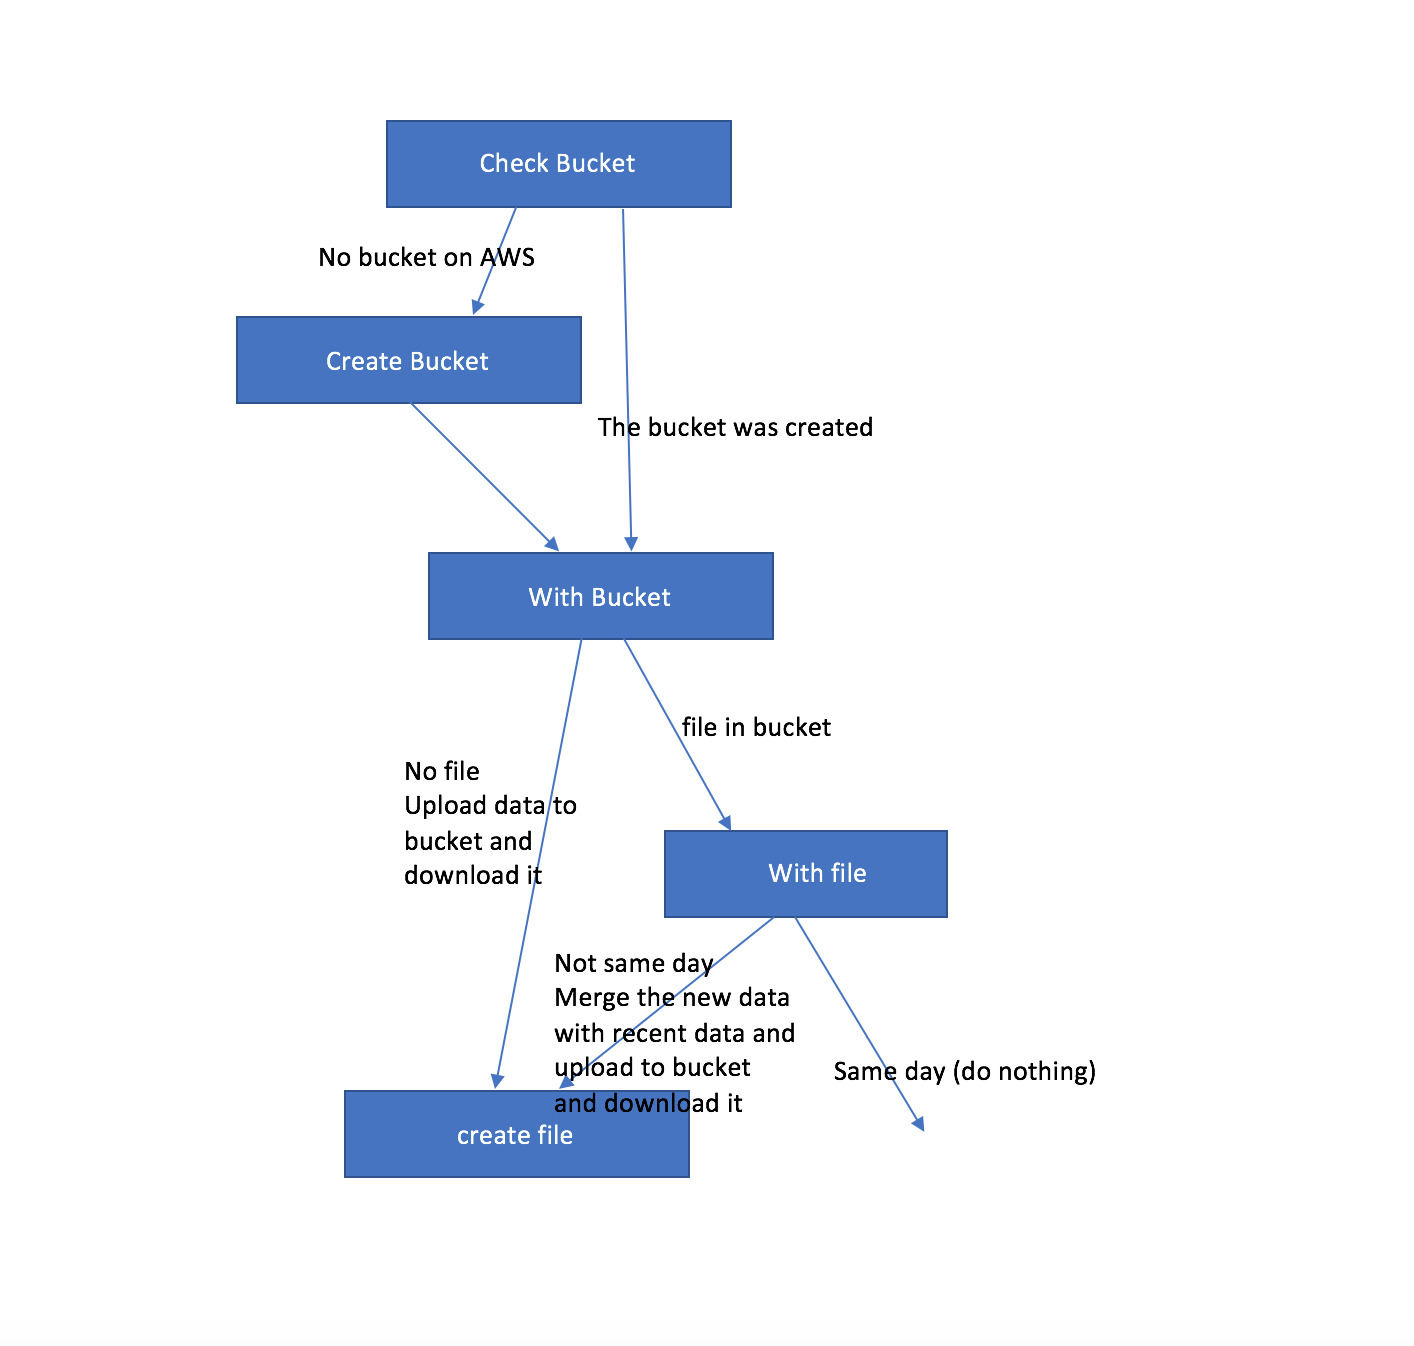 Check Bucket
No bucket on AWS
Create Bucket
The bucket was created
With Bucket
file in bucket
No file
Upload data to
bucket and
download it
With file
Not same day
Merge the new data
with recent data and
upload to bucket
and download it
Same day (do nothing)
create file